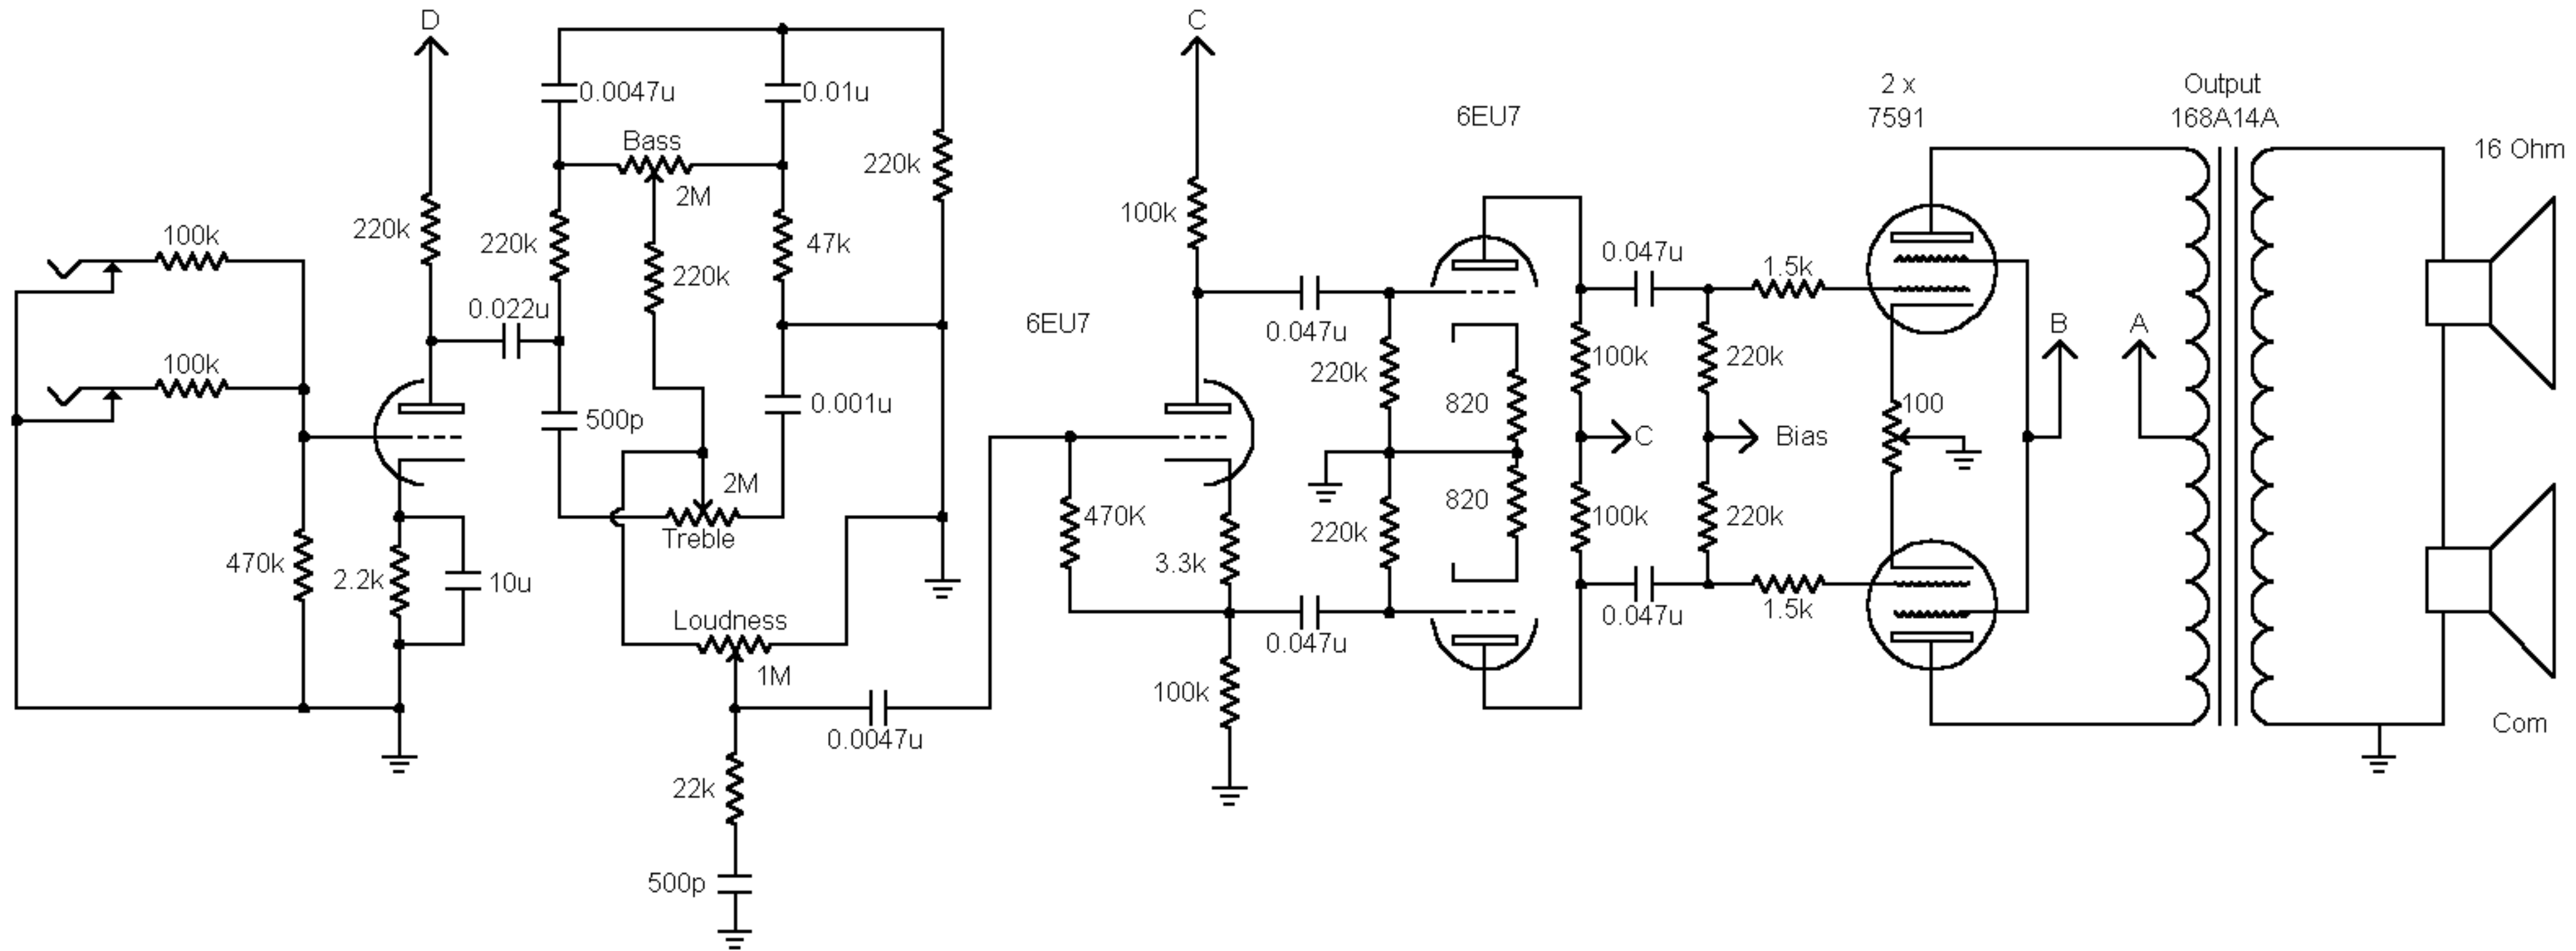 D
220k
100k
100k
470k
2.2k
10u
0.022u
0.0047u
0.01u
Bass
2M
220k
220k
47k
220k
500p
0.001u
2M
Treble
Loudness
1M
0.0047u
22k
500p
C
100k
6EU7
470K
3.3k
100k
0.047u
0.047u
220k
220k
6EU7
820
820
100k
C
100k
0.047u
0.047u
220k
Bias
220k
1.5k
1.5k
2 x
7591
100
B
A
Output
168A14A
16 Ohm
Com